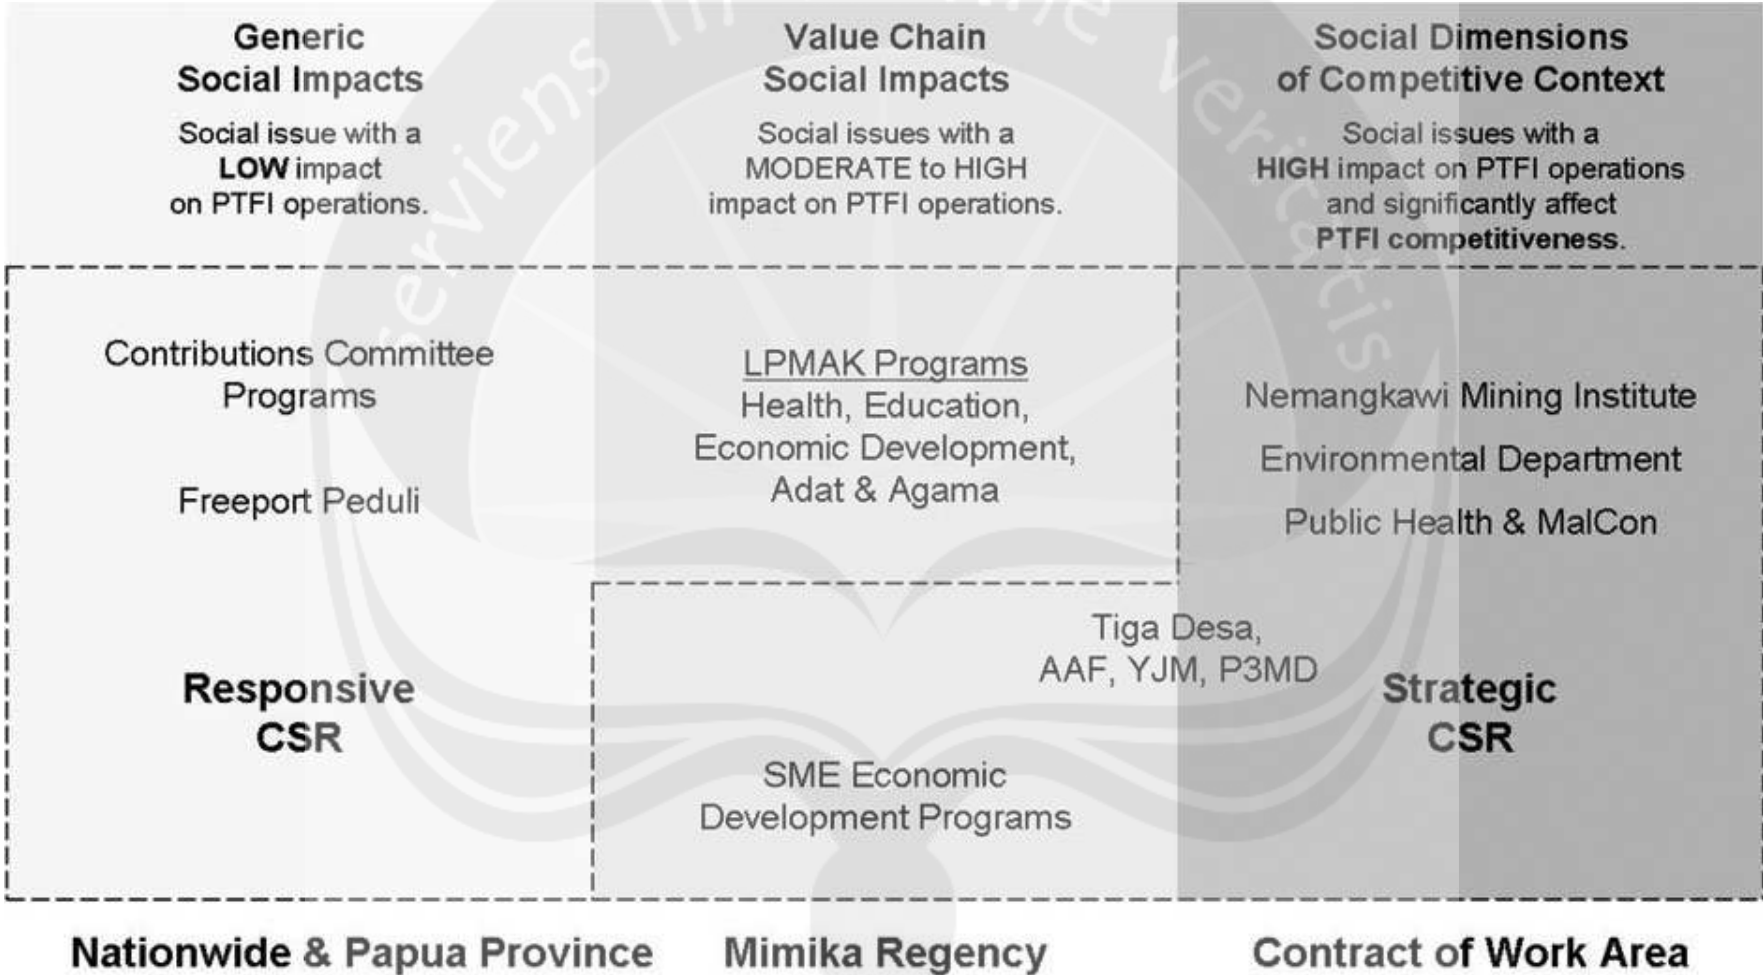 Generic
Social Impacts
Social issue with a
LOW impact
on PTFI operations.
Value Chain
Social Impacts
Social issues with a
MODERATE to HIGH
impact on PTFI operations.
Social Dimensions
of Competitive Context
Social issues with a
HIGH impact on PTFI operations
and significantly affect
PTFI competitiveness.
Contributions Committee
Programs
Freeport Peduli
Responsive
CSR
LPMAK Programs
Health, Education,
Economic Development,
Adat & Agama
Nemangkawi Mining Institute
Environmental Department
Public Health & MalCon
Tiga Desa,
AAF, YJM, P3MD
SME Economic
Development Programs
Strategic
CSR
Nationwide & Papua Province
Mimika Regency
Contract of Work Area
serviens in
veritatis